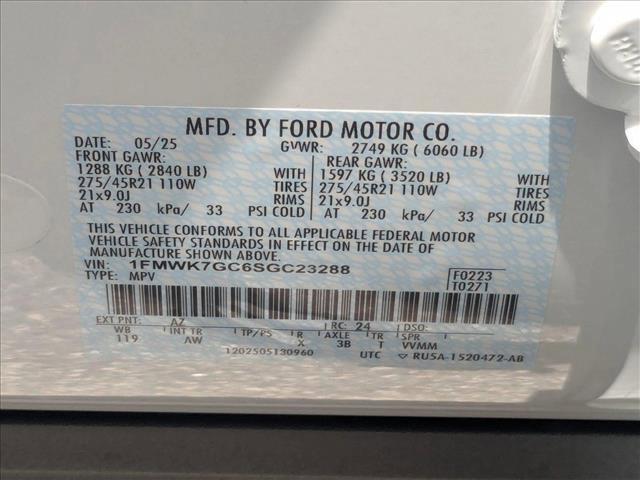 MFD. BY FORD MOTOR CO.
DATE: 05/25 GVWR: 2749 KG ( 6060 LB)
FRONT GAWR: REAR GAWR:
1288 KG ( 2840 LB) 1597 KG ( 3520 LB)
275/45R21 110W TIRES 275/45R21 110W TIRES
21x9.0J RIMS 21x9.0J RIMS
AT 230 kPa/ 33 PSI COLD AT 230 kPa/ 33 PSI COLD
THIS VEHICLE CONFORMS TO ALL APPLICABLE FEDERAL MOTOR
VEHICLE SAFETY STANDARDS IN EFFECT ON THE DATE OF
MANUFACTURE SHOWN ABOVE.
VIN: 1FMWK7GC6SGC23288 F0223
TYPE: MPV T0271
EXT PNT: AZ RC: 24 DSO:
WB INT TR TP/PS R AXLE TR SPR
119 AW X 3B T VVMM
1202505130960 UTC RU5A-1520472-AB